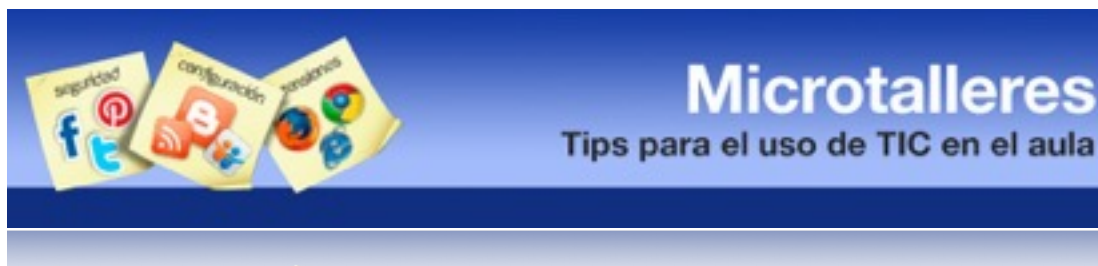 seguridad
configuración
Microtalleres
Tips para el uso de TIC en el aula